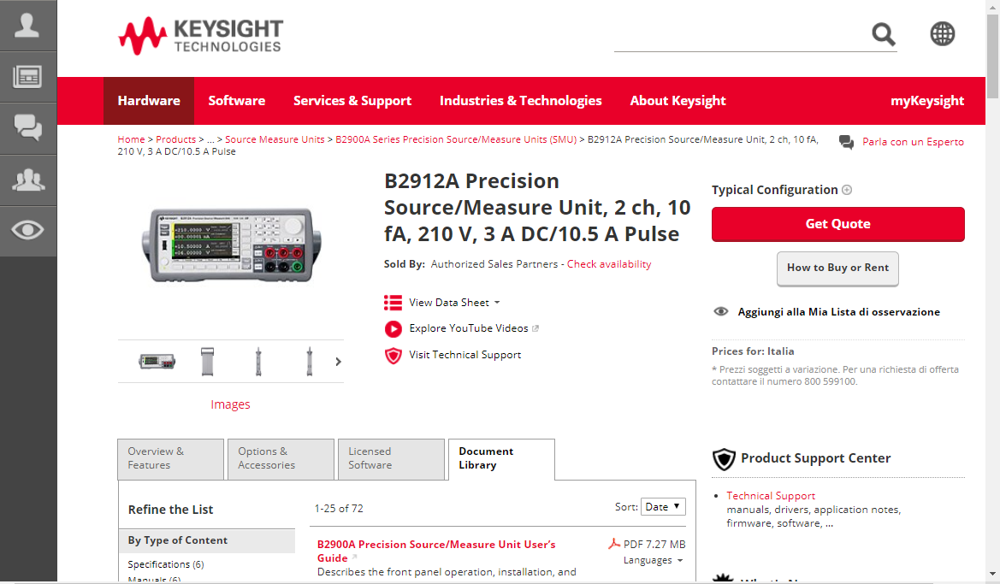 KEYSIGHT
TECHNOLOGIES
Hardware
Software
Services & Support
Industries & Technologies
About Keysight
myKeysight
Home > Products > ... > Source Measure Units > B2900A Series Precision Source/Measure Units (SMU) > B2912A Precision Source/Measure Unit, 2 ch, 10 fA,
210 V, 3 A DC/10.5 A Pulse
Parla con un Esperto
B2912A Precision
Source/Measure Unit, 2 ch, 10
fA, 210 V, 3 A DC/10.5 A Pulse
Sold By: Authorized Sales Partners - Check availability
View Data Sheet
Explore YouTube Videos
Visit Technical Support
Images
Typical Configuration
Get Quote
How to Buy or Rent
Aggiungi alla Mia Lista di osservazione
Prices for: Italia
* Prezzi soggetti a variazione. Per una richiesta di offerta
contattare il numero 800 599100.
Overview &
Features
Options &
Accessories
Licensed
Software
Document
Library
Refine the List
By Type of Content
Specifications (6)
Manuals (6)
1-25 of 72
Sort: Date
B2900A Precision Source/Measure Unit User's
Guide
Describes the front panel operation, installation, and
PDF 7.27 MB
Languages
Product Support Center
Technical Support
manuals, drivers, application notes,
firmware, software, ...